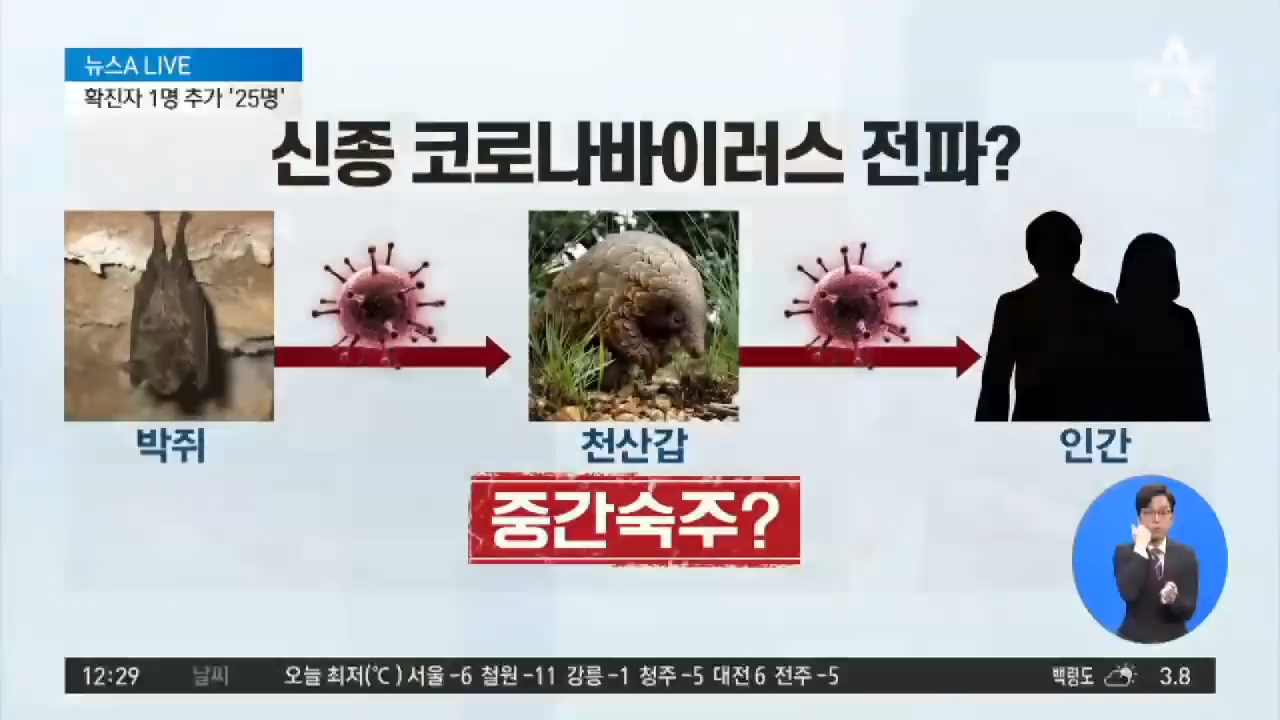 뉴스A LIVE
확진자 1명 추가 '25명'
신종 코로나바이러스 전파?
박쥐
천산갑
인간
중간숙주?
12:29 날씨 오늘 최저(℃) 서울 -6 철원 -11 강릉 -1 청주 -5 대전 6 전주 -5 백령도 3.8